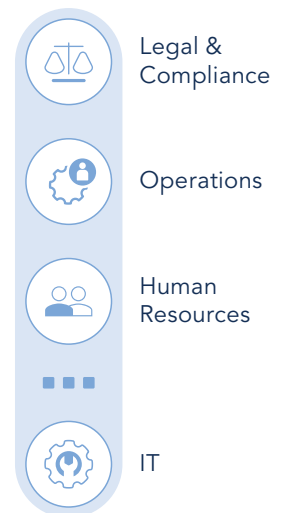 Legal &
Compliance
Operations
Human
Resources
IT